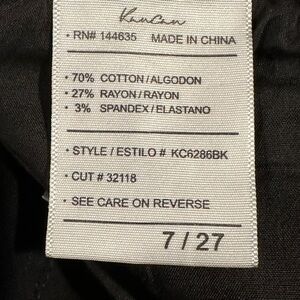 KanCan
• RN# 144635 MADE IN CHINA
• 70% COTTON / ALGODON
• 27% RAYON / RAYON
• 3% SPANDEX / ELASTANO
• STYLE / ESTILO # KC6286BK
• CUT # 32118
• SEE CARE ON REVERSE
7 / 27